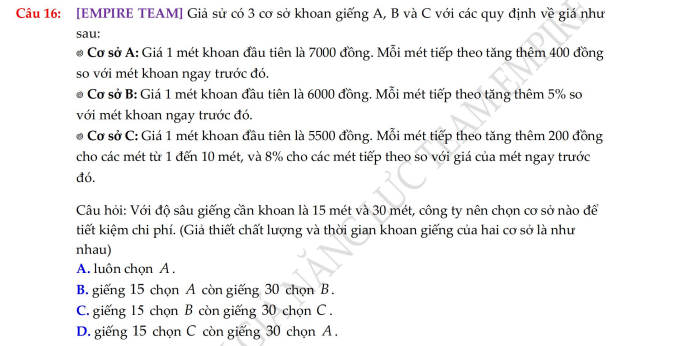 Câu 16: [EMPIRE TEAM] Giả sử có 3 cơ sở khoan giếng A, B và C với các quy định về giá như
sau:
Cơ sở A: Giá 1 mét khoan đầu tiên là 7000 đồng. Mỗi mét tiếp theo tăng thêm 400 đồng
so với mét khoan ngay trước đó.
Cơ sở B: Giá 1 mét khoan đầu tiên là 6000 đồng. Mỗi mét tiếp theo tăng thêm 5% so
với mét khoan ngay trước đó.
Cơ sở C: Giá 1 mét khoan đầu tiên là 5500 đồng. Mỗi mét tiếp theo tăng thêm 200 đồng
cho các mét từ 1 đến 10 mét, và 8% cho các mét tiếp theo so với giá của mét ngay trước
đó.
Câu hỏi: Với độ sâu giếng cần khoan là 15 mét và 30 mét, công ty nên chọn cơ sở nào để
tiết kiệm chi phí. (Giả thiết chất lượng và thời gian khoan giếng của hai cơ sở là như
nhau)
A. luôn chọn A.
B. giếng 15 chọn A còn giếng 30 chọn B.
C. giếng 15 chọn B còn giếng 30 chọn C.
D. giếng 15 chọn C còn giếng 30 chọn A.
GIÁ NĂNG LỰC TEAM EMPIRE